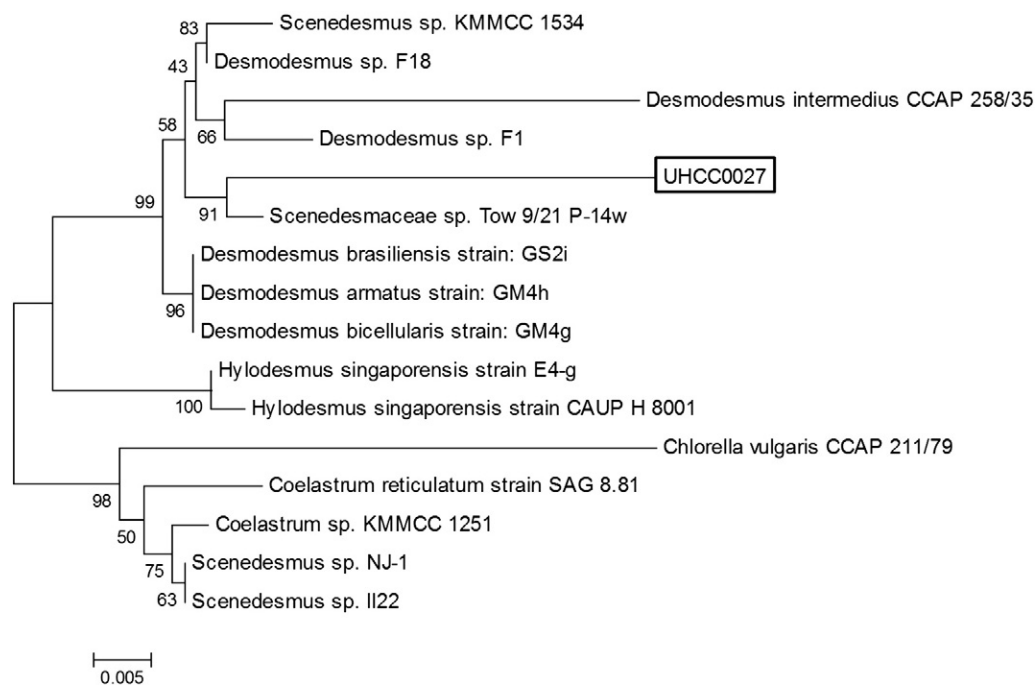 Scenedesmus sp. KMMCC 1534
83
Desmodesmus sp. F18
43
Desmodesmus intermedius CCAP 258/35
58
66
Desmodesmus sp. F1
UHCC0027
99
91
Scenedesmaceae sp. Tow 9/21 P-14w
Desmodesmus brasiliensis strain: GS2i
Desmodesmus armatus strain: GM4h
96
Desmodesmus bicellularis strain: GM4g
Hylodesmus singaporensis strain E4-g
100
Hylodesmus singaporensis strain CAUP H 8001
Chlorella vulgaris CCAP 211/79
98
Coelastrum reticulatum strain SAG 8.81
50
Coelastrum sp. KMMCC 1251
75
Scenedesmus sp. NJ-1
63
Scenedesmus sp. II22
0.005